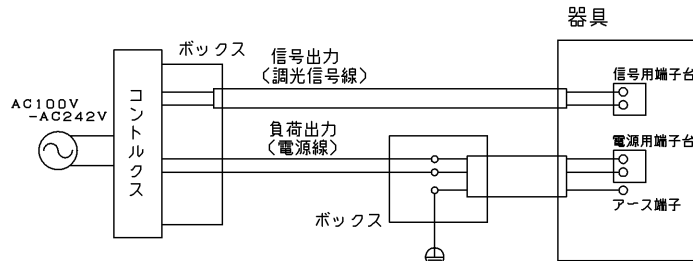 器具
ボックス
信号出力
(調光信号線)
信号用端子台
AC100V
-AC242V
コントルクス
負荷出力
(電源線)
電源用端子台
アース端子
ボックス